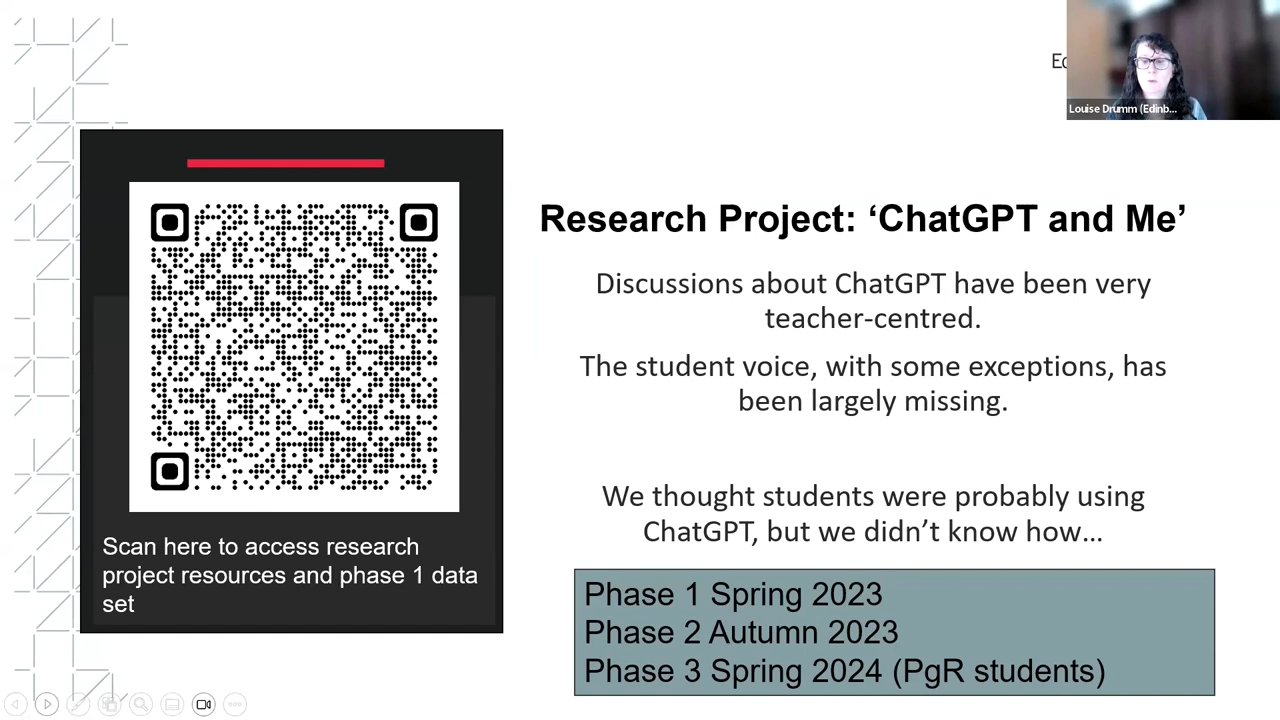 Ed
Louise Drumm (Edinb...
Research Project: ‘ChatGPT and Me’
Discussions about ChatGPT have been very
teacher-centred.
The student voice, with some exceptions, has
been largely missing.
We thought students were probably using
ChatGPT, but we didn’t know how…
Scan here to access research
project resources and phase 1 data
set
Phase 1 Spring 2023
Phase 2 Autumn 2023
Phase 3 Spring 2024 (PgR students)